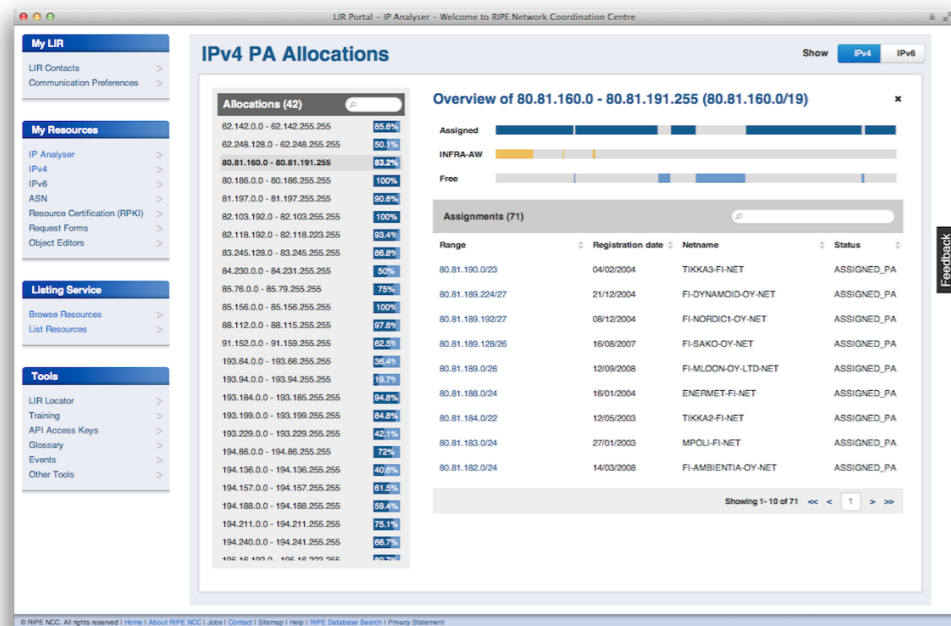 LIR Portal – IP Analyser – Welcome to RIPE Network Coordination Centre
My LIR
LIR Contacts >
Communication Preferences >
My Resources
IP Analyser >
IPv4 >
IPv6 >
ASN >
Resource Certification (RPKI) >
Request Forms >
Object Editors >
Listing Service
Browse Resources >
List Resources >
Tools
LIR Locator >
Training >
API Access Keys >
Glossary >
Events >
Other Tools >
IPv4 PA Allocations
Show IPv4 IPv6
Allocations (42)
62.142.0.0 - 62.142.255.255 85.6%
62.248.128.0 - 62.248.255.255 50.1%
80.81.160.0 - 80.81.191.255 83.2%
80.186.0.0 - 80.186.255.255 100%
81.197.0.0 - 81.197.255.255 90.6%
82.103.192.0 - 82.103.255.255 100%
82.118.192.0 - 82.118.223.255 93.4%
83.245.128.0 - 83.245.255.255 86.8%
84.230.0.0 - 84.231.255.255 50%
85.76.0.0 - 85.79.255.255 75%
85.156.0.0 - 85.156.255.255 100%
88.112.0.0 - 88.115.255.255 97.6%
91.152.0.0 - 91.159.255.255 62.5%
193.64.0.0 - 193.66.255.255 36.4%
193.94.0.0 - 193.94.255.255 19.7%
193.184.0.0 - 193.185.255.255 94.8%
193.199.0.0 - 193.199.255.255 84.8%
193.229.0.0 - 193.229.255.255 42.1%
194.86.0.0 - 194.86.255.255 72%
194.136.0.0 - 194.136.255.255 40.6%
194.157.0.0 - 194.157.255.255 61.5%
194.188.0.0 - 194.188.255.255 59.4%
194.211.0.0 - 194.211.255.255 75.1%
194.240.0.0 - 194.241.255.255 66.7%
195.16.192.0 - 195.16.223.255
Overview of 80.81.160.0 - 80.81.191.255 (80.81.160.0/19) ×
Assigned
INFRA-AW
Free
Assignments (71)
Range Registration date Netname Status
80.81.190.0/23 04/02/2004 TIKKA3-FI-NET ASSIGNED_PA
80.81.189.224/27 21/12/2004 FI-DYNAMOID-OY-NET ASSIGNED_PA
80.81.189.192/27 08/12/2004 FI-NORDIC1-OY-NET ASSIGNED_PA
80.81.189.128/26 16/08/2007 FI-SAKO-OY-NET ASSIGNED_PA
80.81.189.0/26 12/09/2008 FI-MLOON-OY-LTD-NET ASSIGNED_PA
80.81.188.0/24 16/01/2004 ENERMET-FI-NET ASSIGNED_PA
80.81.184.0/22 12/05/2003 TIKKA2-FI-NET ASSIGNED_PA
80.81.183.0/24 27/01/2003 MPOLI-FI-NET ASSIGNED_PA
80.81.182.0/24 14/03/2008 FI-AMBIENTIA-OY-NET ASSIGNED_PA
Showing 1- 10 of 71 << < 1 > >>
Feedback
© RIPE NCC. All rights reserved | Home | About RIPE NCC | Jobs | Contact | Sitemap | Help | RIPE Database Search | Privacy Statement